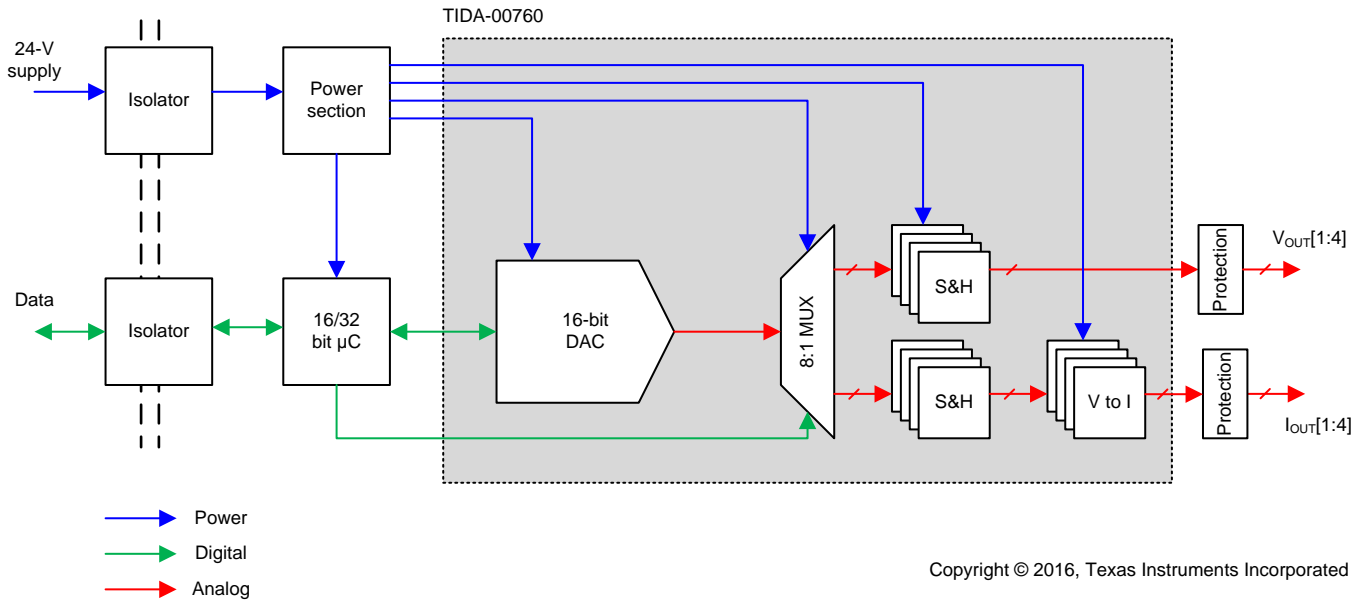 TIDA-00760
24-V
supply
Isolator
Power
section
Data
Isolator
16/32
bit µC
16-bit
DAC
8:1 MUX
S&H
S&H
V to I
Protection
Protection
VOUT[1:4]
IOUT[1:4]
Power
Digital
Analog
Copyright © 2016, Texas Instruments Incorporated